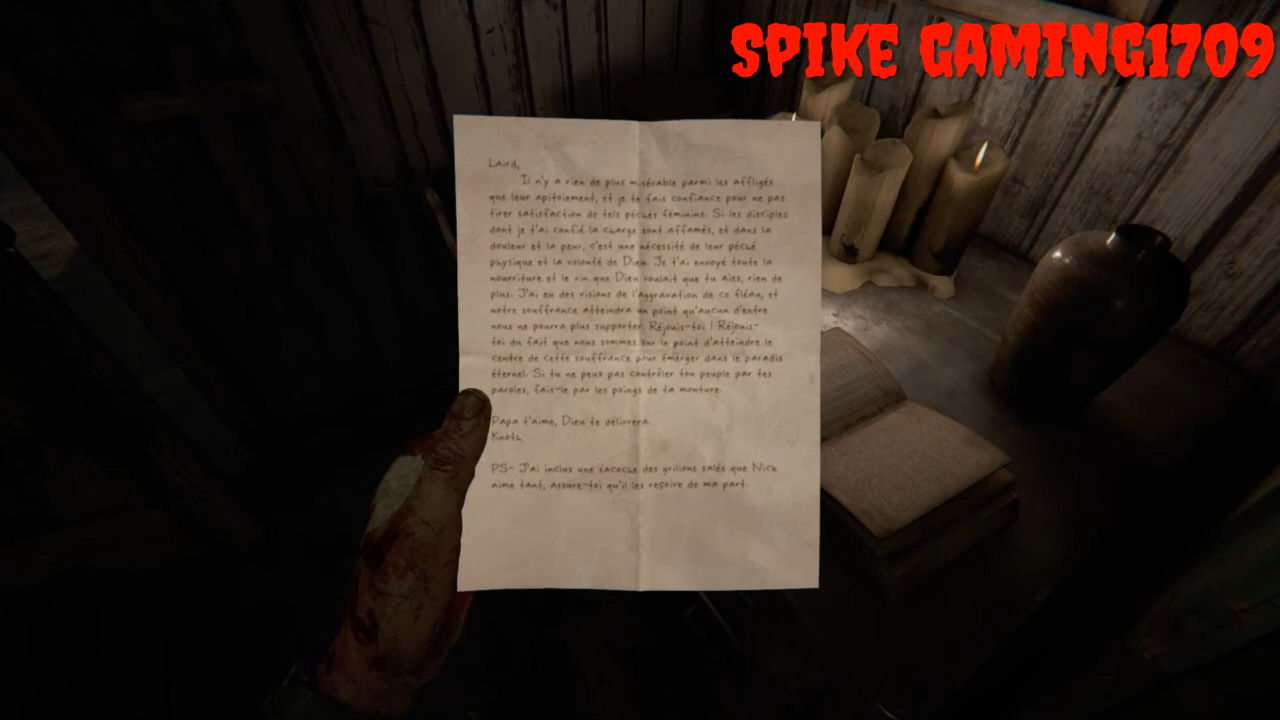 SPIKE GAMING1709
Laird,
Il n'y a rien de plus misérable parmi les affligés
que leur apitoiement, et je te fais confiance pour ne pas
tirer satisfaction de tels péchés féminins. Si les disciples
dont je t'ai confié la charge sont affamés, et dans la
douleur et la peur, c'est une nécessité de leur péché
physique et la volonté de Dieu. Je t'ai envoyé toute la
nourriture et le vin que Dieu voulait que tu aies, rien de
plus. J'ai eu des visions de l'aggravation de ce fléau, et
notre souffrance atteindra un point qu'aucun d'entre
nous ne pourra plus supporter. Réjouis-toi ! Réjouis-
toi du fait que nous sommes sur le point d'atteindre le
centre de cette souffrance pour émerger dans le paradis
éternel. Si tu ne peux pas contrôler ton peuple par tes
paroles, fais-le par les poings de ta monture.
Papa t'aime, Dieu te délivrera.
Knoth
PS- J'ai inclus une sacoche des grillons salés que Nick
aime tant, assure-toi qu'il les reçoive de ma part.